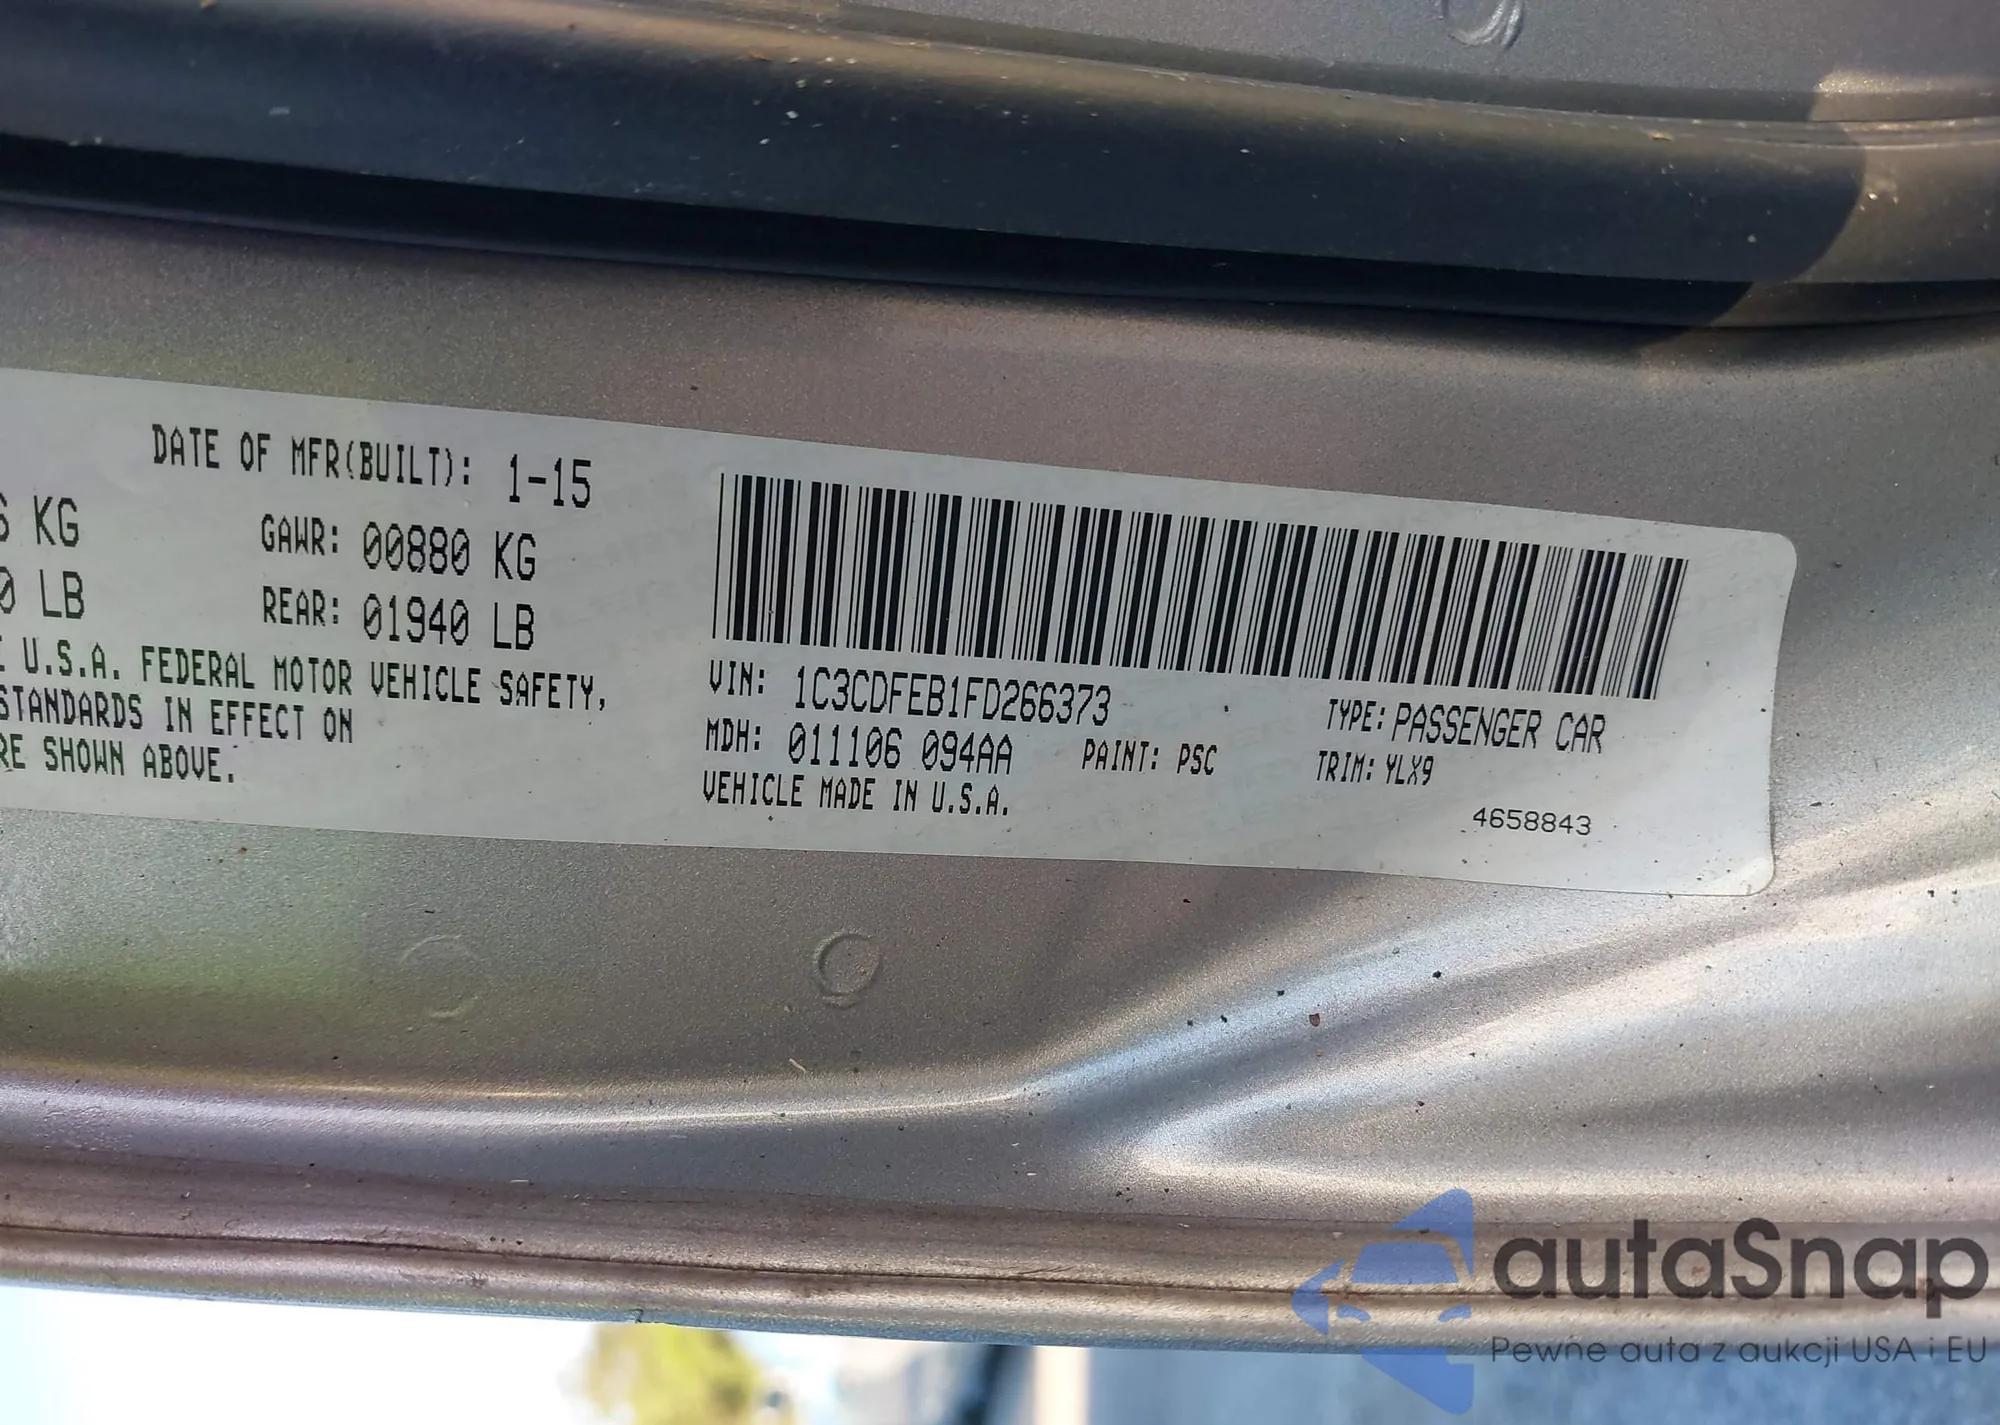 DATE OF MFR(BUILT): 1-15
KG GAWR: 00880 KG
LB REAR: 01940 LB
U.S.A. FEDERAL MOTOR VEHICLE SAFETY,
STANDARDS IN EFFECT ON
RE SHOWN ABOVE.
VIN: 1C3CDFEB1FD266373 TYPE: PASSENGER CAR
MDH: 011106 094AA PAINT: PSC TRIM: YLX9
VEHICLE MADE IN U.S.A.
4658843
autaSnap
Pewne auta z aukcji USA i EU